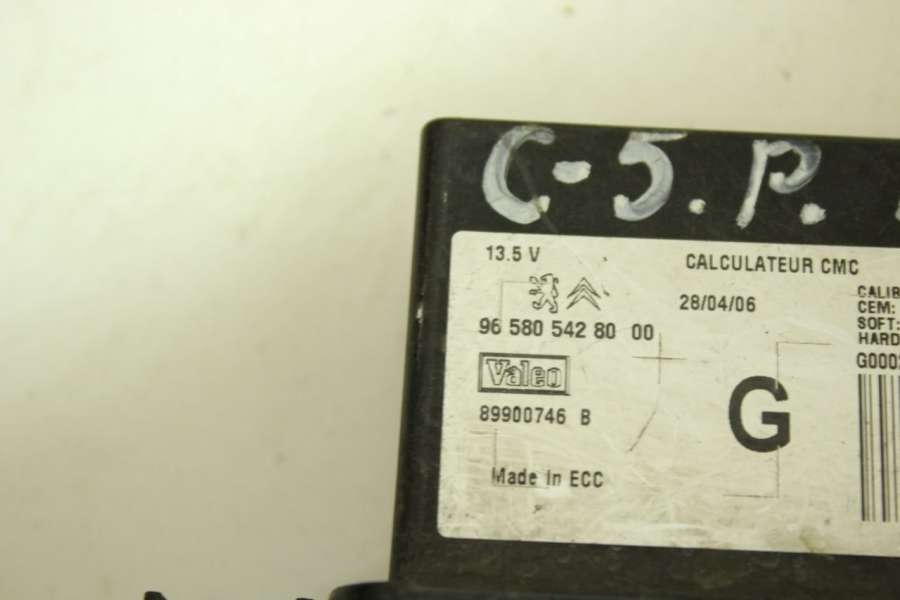 C-5. P.
13.5 V
CALCULATEUR CMC
28/04/06
96 580 542 80 00
Valeo
89900746 B
Made in ECC
G
CALIB
CEM:
SOFT:
HARD
G000